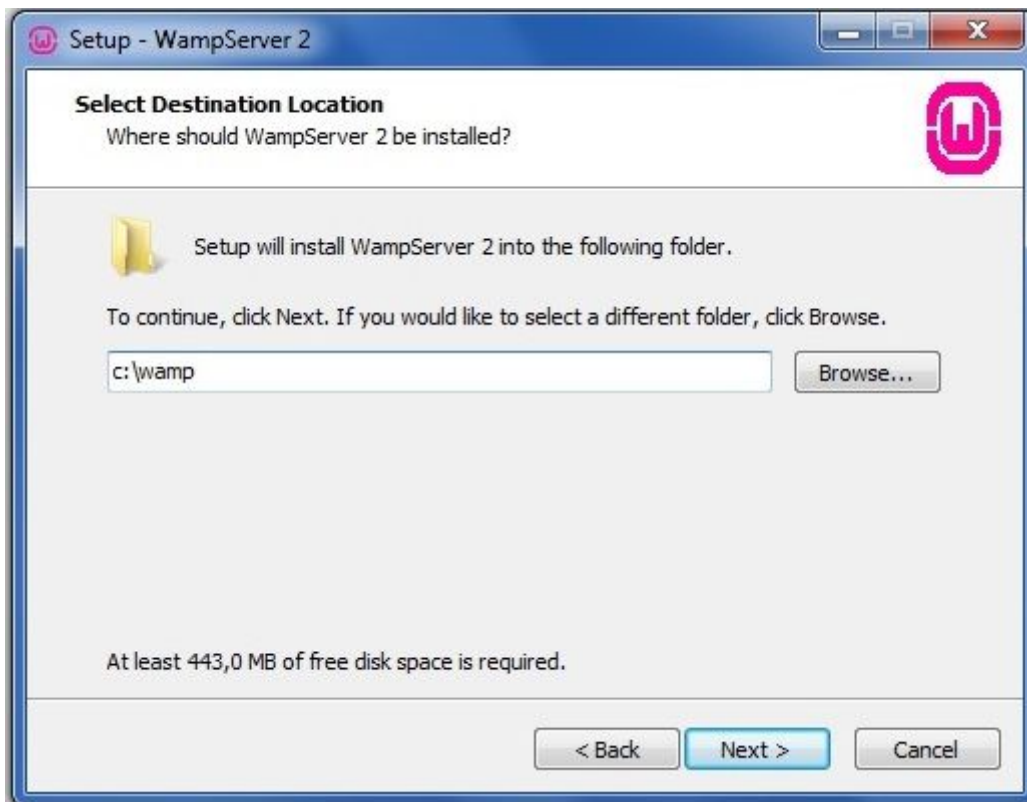 Setup - WampServer 2
Select Destination Location
Where should WampServer 2 be installed?
Setup will install WampServer 2 into the following folder.
To continue, click Next. If you would like to select a different folder, click Browse.
c:\wamp
Browse...
At least 443,0 MB of free disk space is required.
< Back
Next >
Cancel